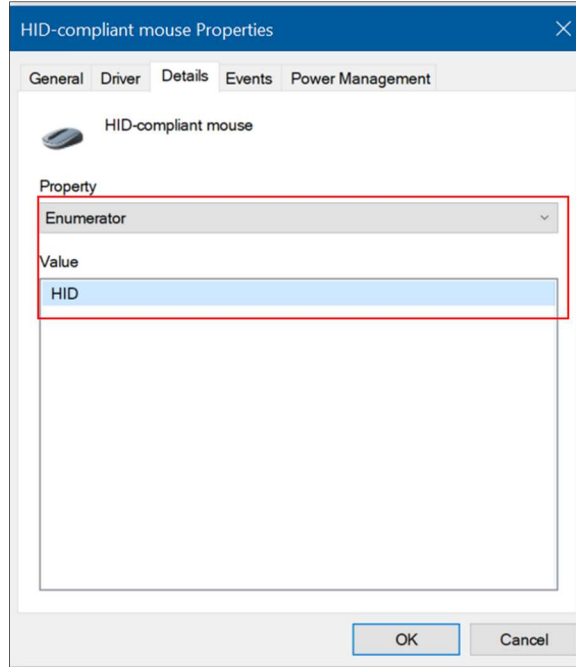 HID-compliant mouse Properties
General Driver Details Events Power Management
HID-compliant mouse
Property
Enumerator
Value
HID
OK Cancel